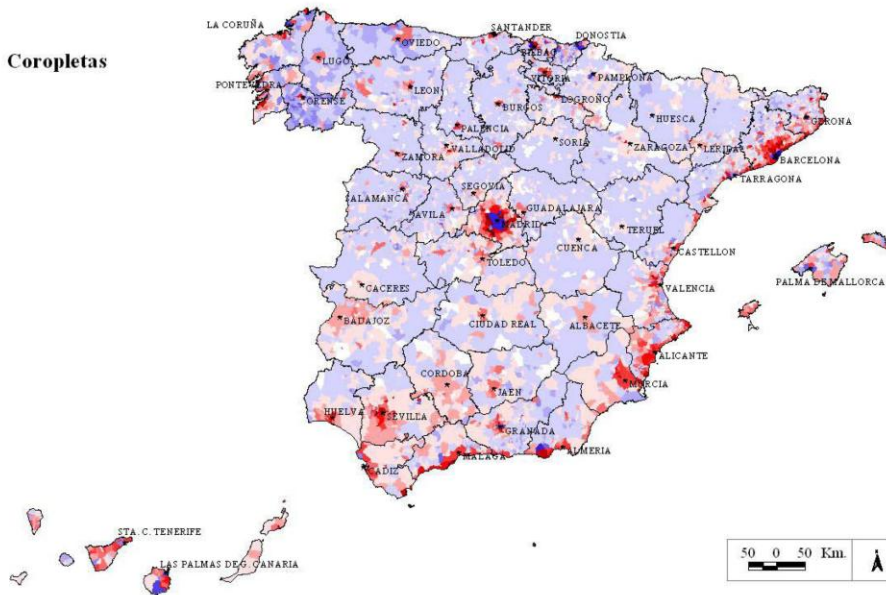 Coropletas
LA CORUÑA
OVIEDO
SANTANDER
DONOSTIA
BILBAO
LUGO
VITORIA
PAMPLONA
PONTEVEDRA
ORENSE
LEON
LOGROÑO
BURGOS
HUESCA
GERONA
PALENCIA
ZAMORA
VALLADOLID
SORIA
ZARAGOZA
LERIDA
BARCELONA
TARRAGONA
SALAMANCA
SEGOVIA
AVILA
GUADALAJARA
MADRID
TERUEL
CUENCA
CASTELLON
TOLEDO
PALMA DE MALLORCA
CACERES
VALENCIA
BADAJOZ
CIUDAD REAL
ALBACETE
ALICANTE
CORDOBA
JAEN
MURCIA
HUELVA
SEVILLA
GRANADA
MALAGA
ALMERIA
CADIZ
STA. C. TENERIFE
LAS PALMAS DE G. CANARIA
50 0 50 Km.